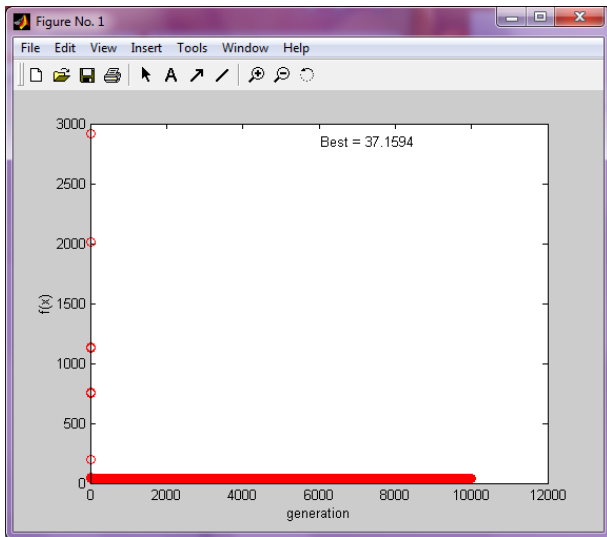 Figure No. 1
File Edit View Insert Tools Window Help
A
Best = 37.1594
3000
2500
2000
1500
1000
500
0
f(x)
0 2000 4000 6000 8000 10000 12000
generation